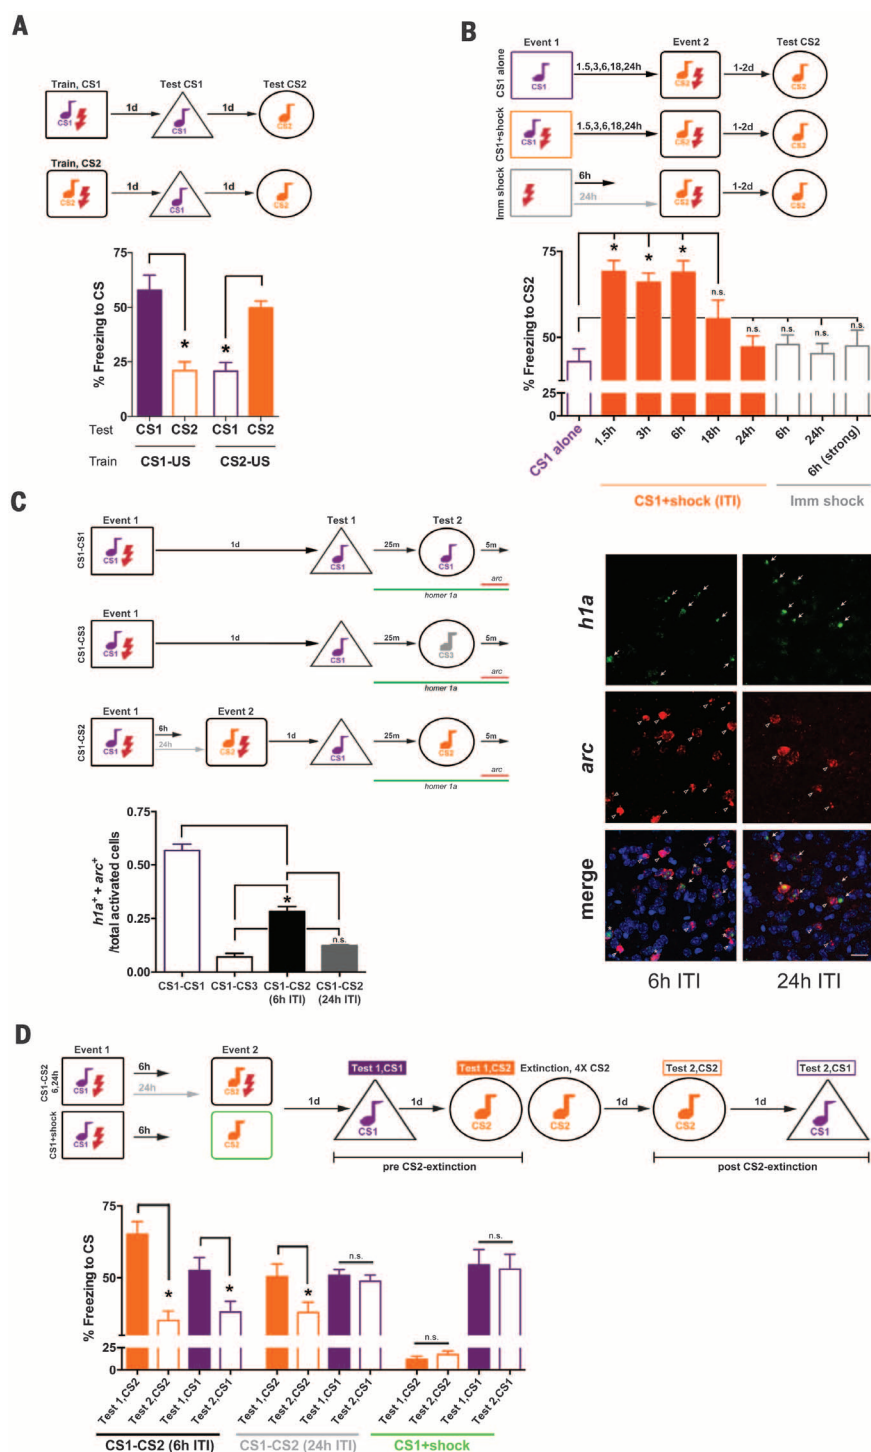 A
Train, CS1
Test CS1
Test CS2
CS1
1d
CS1
1d
CS2
Train, CS2
CS2
1d
CS1
1d
CS2
% Freezing to CS
75
50
25
0
*
*
Test
CS1
CS2
CS1
CS2
Train
CS1-US
CS2-US
B
Event 1
Event 2
Test CS2
CS1 alone
CS1
1.5,3,6,18,24h
CS2
1-2d
CS2
CS1+shock
CS1
1.5,3,6,18,24h
CS2
1-2d
CS2
Imm shock
6h
24h
CS2
1-2d
CS2
% Freezing to CS2
75
50
25
0
*
*
*
n.s.
n.s.
n.s.
n.s.
n.s.
CS1 alone
1.5h
3h
6h
18h
24h
6h
24h
6h (strong)
CS1+shock (ITI)
Imm shock
C
Event 1
Test 1
Test 2
CS1-CS1
CS1
1d
CS1
25m
CS1
5m
arc
homer 1a
Event 1
CS1-CS3
CS1
1d
CS1
25m
CS3
5m
arc
homer 1a
Event 1
Event 2
CS1-CS2
CS1
6h
24h
CS2
1d
CS1
25m
CS2
5m
arc
homer 1a
h1a+ + arc+
/total activated cells
0.75
0.50
0.25
0
*
n.s.
CS1-CS1
CS1-CS3
CS1-CS2
(6h ITI)
CS1-CS2
(24h ITI)
h1a
arc
merge
6h ITI
24h ITI
D
Event 1
Event 2
CS1-CS2
6,24h
CS1
6h
24h
CS2
CS1+shock
CS1
6h
CS2
1d
Test 1,CS1
CS1
1d
Test 1,CS2
CS2
Extinction, 4X CS2
CS2
1d
Test 2,CS2
CS2
1d
Test 2,CS1
CS1
pre CS2-extinction
post CS2-extinction
% Freezing to CS
75
50
25
0
*
*
*
n.s.
n.s.
n.s.
Test 1,CS2
Test 2,CS2
Test 1,CS1
Test 2,CS1
Test 1,CS2
Test 2,CS2
Test 1,CS1
Test 2,CS1
Test 1,CS2
Test 2,CS2
Test 1,CS1
Test 2,CS1
CS1-CS2 (6h ITI)
CS1-CS2 (24h ITI)
CS1+shock